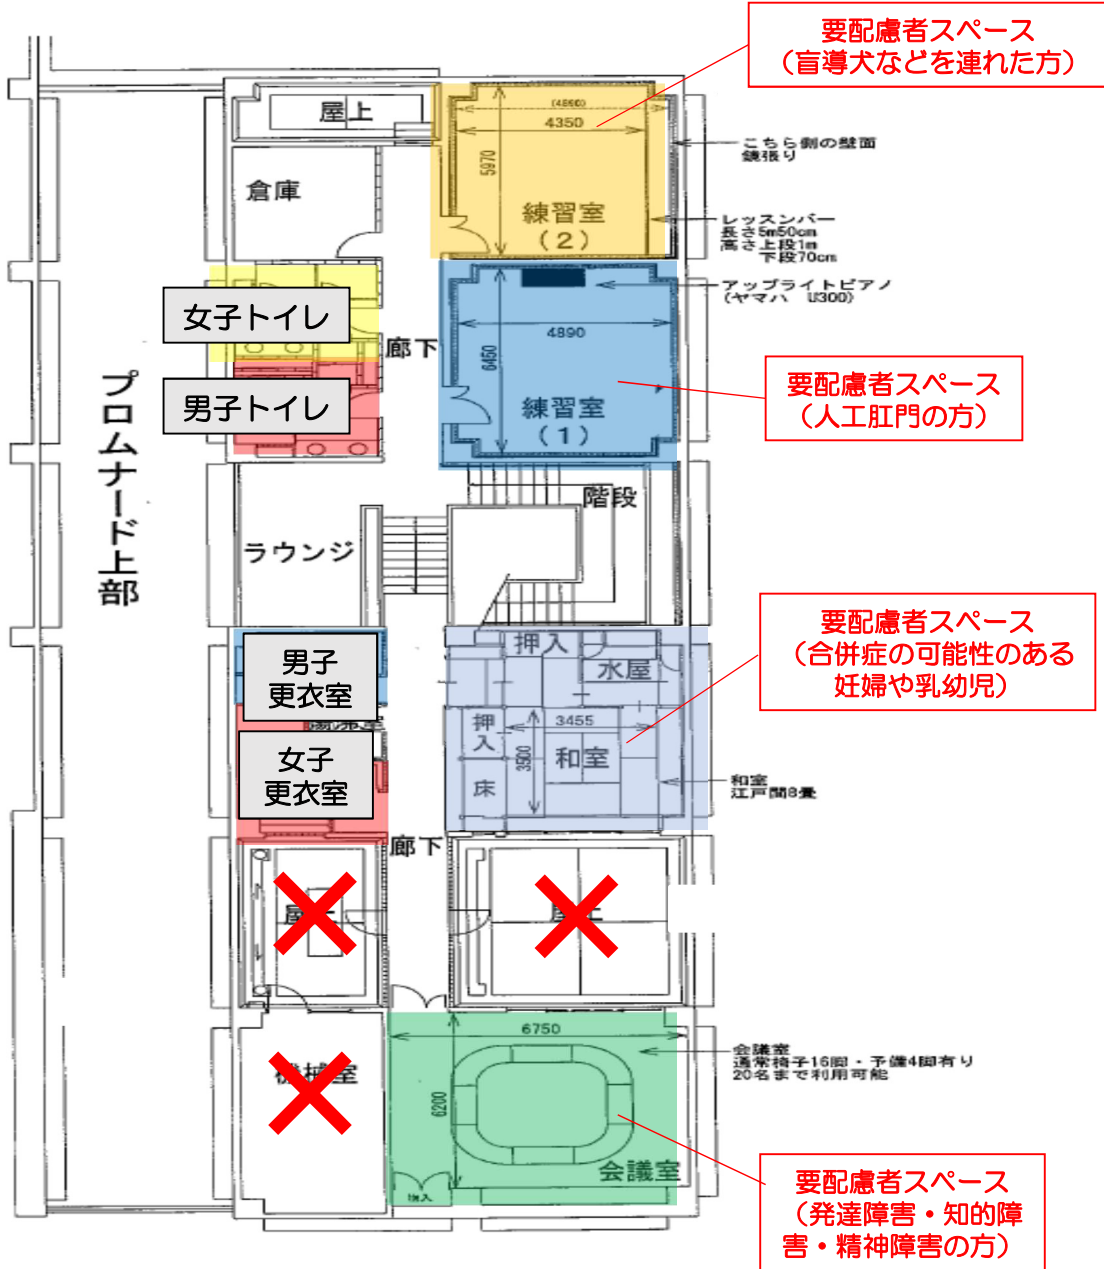 要配慮者スペース
（盲導犬などを連れた方）
屋上
(4890)
4350
5970
こちら側の壁面
鏡張り
倉庫
練習室
（２）
レッスンバー
長さ5m50cm
高さ上段1m
下段70cm
アップライトピアノ
(ヤマハ U300)
女子トイレ
4890
廊下
6450
プロムナード上部
男子トイレ
練習室
（１）
要配慮者スペース
（人工肛門の方）
階段
ラウンジ
要配慮者スペース
（合併症の可能性のある
妊婦や乳幼児）
男子
更衣室
押入
水屋
押入
3455
3500
和室
床
女子
更衣室
和室
江戸間8畳
廊下
6750
会議室
通常椅子16脚・予備4脚有り
20名まで利用可能
機械室
6200
会議室
要配慮者スペース
（発達障害・知的障
害・精神障害の方）